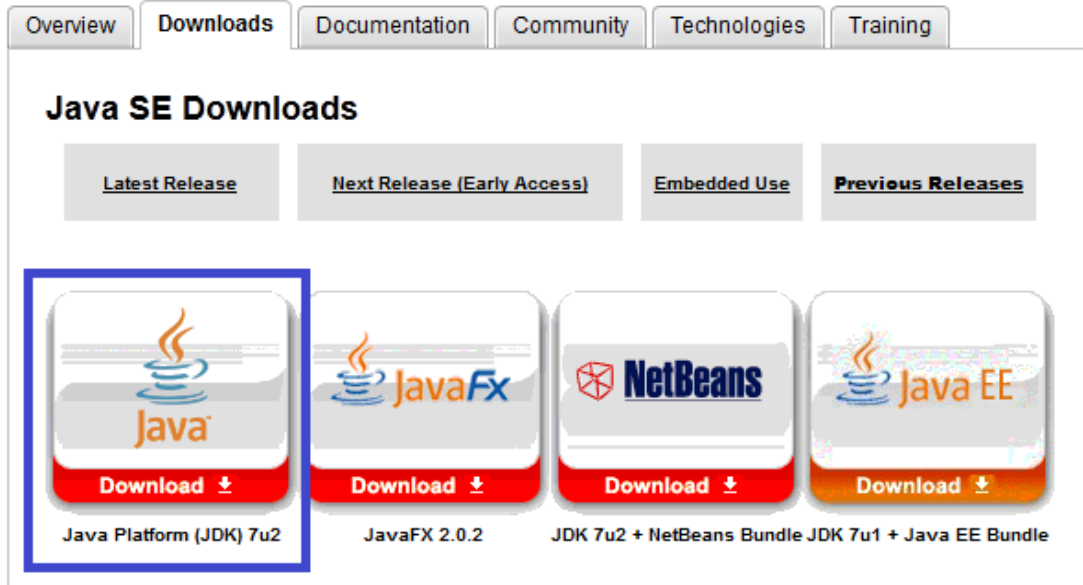 Overview Downloads Documentation Community Technologies Training
Java SE Downloads
Latest Release Next Release (Early Access) Embedded Use Previous Releases
Java™ JavaFX NetBeans Java EE
Download Download Download Download
Java Platform (JDK) 7u2 JavaFX 2.0.2 JDK 7u2 + NetBeans Bundle JDK 7u1 + Java EE Bundle